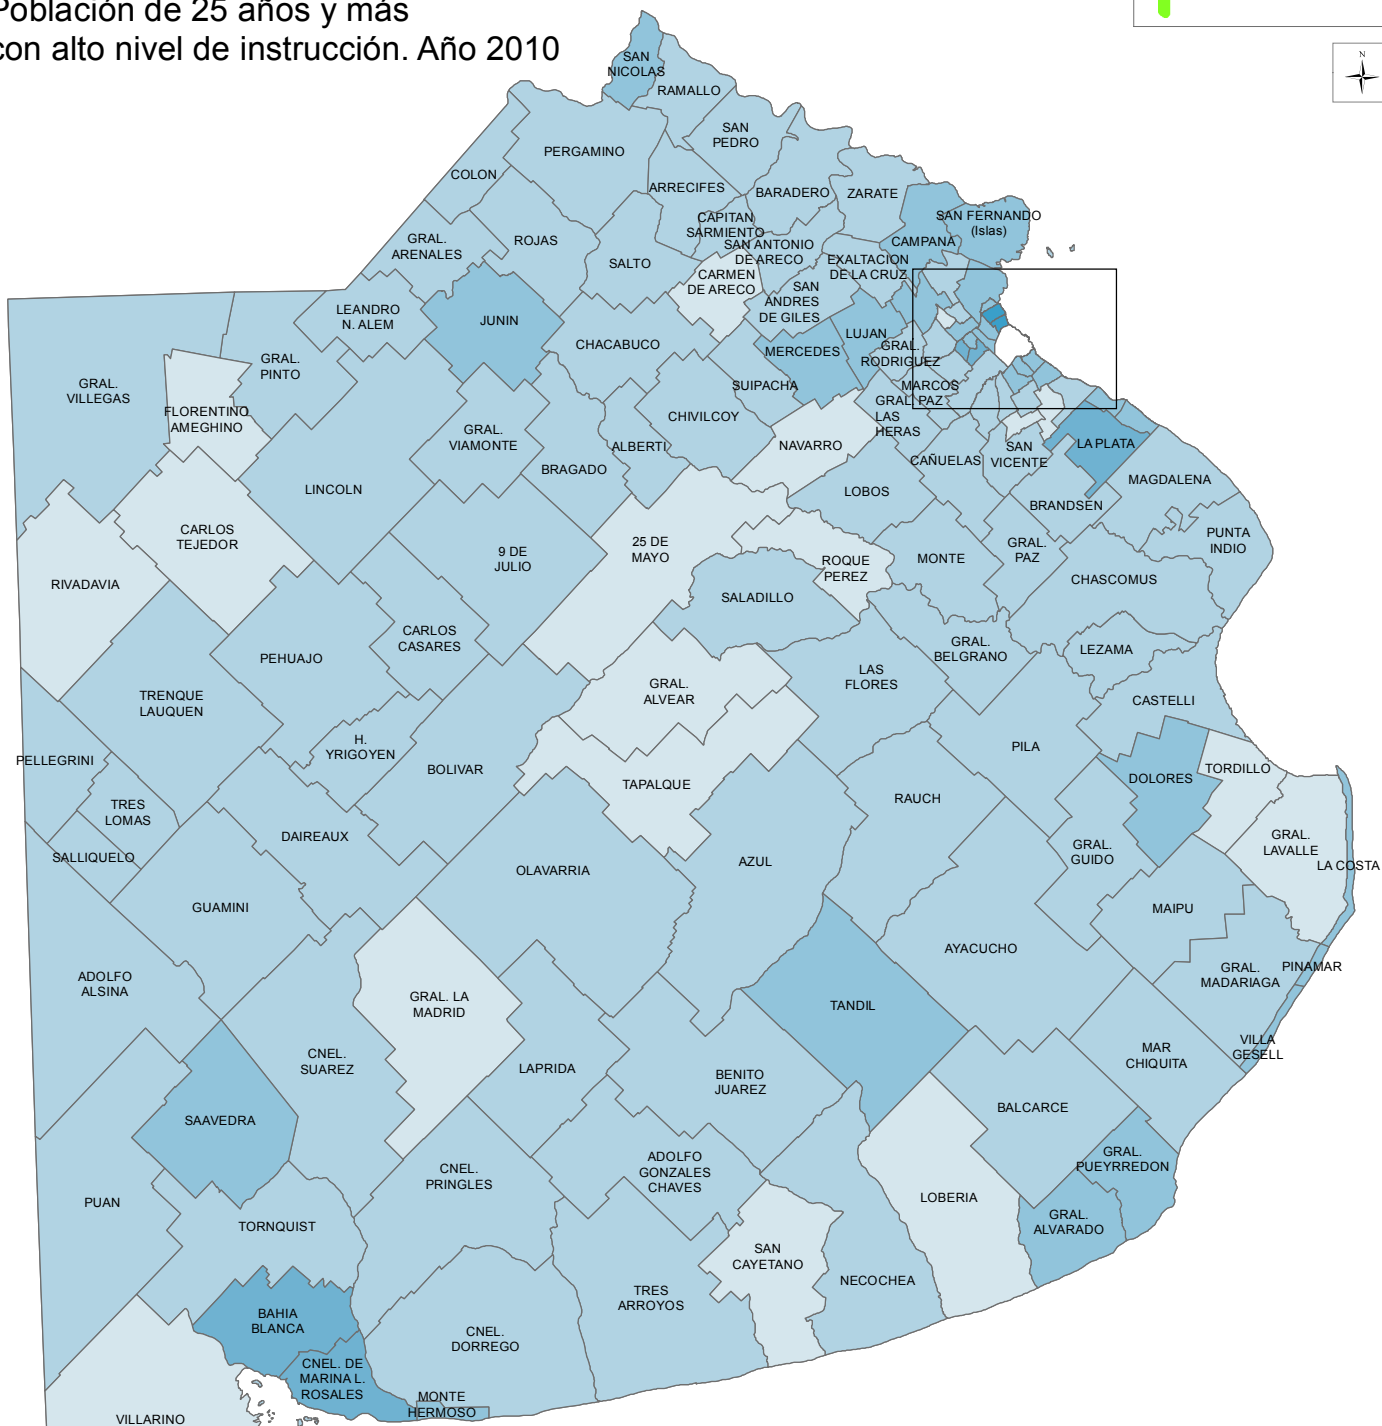 Población de 25 años y más
con alto nivel de instrucción. Año 2010
N
SAN
NICOLAS
RAMALLO
SAN
PEDRO
PERGAMINO
COLON
ARRECIFES
BARADERO
ZARATE
CAPITAN
SARMIENTO
SAN FERNANDO
(Islas)
GRAL.
ARENALES
ROJAS
SAN ANTONIO
DE ARECO
CAMPANA
SALTO
CARMEN
DE ARECO
EXALTACION
DE LA CRUZ
SAN
ANDRES
DE GILES
LEANDRO
N. ALEM
JUNIN
CHACABUCO
MERCEDES
LUJAN
GRAL.
RODRIGUEZ
GRAL.
PINTO
GRAL.
VILLEGAS
SUIPACHA
MARCOS
PAZ
GRAL.
LAS
HERAS
FLORENTINO
AMEGHINO
CHIVILCOY
GRAL.
VIAMONTE
ALBERTI
NAVARRO
LA PLATA
BRAGADO
CAÑUELAS
SAN
VICENTE
LINCOLN
LOBOS
MAGDALENA
BRANDSEN
CARLOS
TEJEDOR
25 DE
MAYO
9 DE
JULIO
GRAL.
PAZ
PUNTA
INDIO
RIVADAVIA
ROQUE
PEREZ
MONTE
CHASCOMUS
SALADILLO
CARLOS
CASARES
PEHUAJO
GRAL.
BELGRANO
LEZAMA
TRENQUE
LAUQUEN
GRAL.
ALVEAR
LAS
FLORES
CASTELLI
H.
YRIGOYEN
PELLEGRINI
BOLIVAR
PILA
TAPALQUE
DOLORES
TORDILLO
TRES
LOMAS
RAUCH
DAIREAUX
GRAL.
LAVALLE
SALLIQUELO
AZUL
GRAL.
GUIDO
LA COSTA
OLAVARRIA
GUAMINI
MAIPU
AYACUCHO
ADOLFO
ALSINA
GRAL.
MADARIAGA
PINAMAR
GRAL. LA
MADRID
TANDIL
VILLA
GESELL
CNEL.
SUAREZ
LAPRIDA
MAR
CHIQUITA
BENITO
JUAREZ
SAAVEDRA
BALCARCE
GRAL.
PUEYRREDON
CNEL.
PRINGLES
ADOLFO
GONZALES
CHAVES
PUAN
LOBERIA
TORNQUIST
GRAL.
ALVARADO
SAN
CAYETANO
NECOCHEA
TRES
ARROYOS
BAHIA
BLANCA
CNEL.
DORREGO
CNEL. DE
MARINA L.
ROSALES
MONTE
HERMOSO
VILLARINO